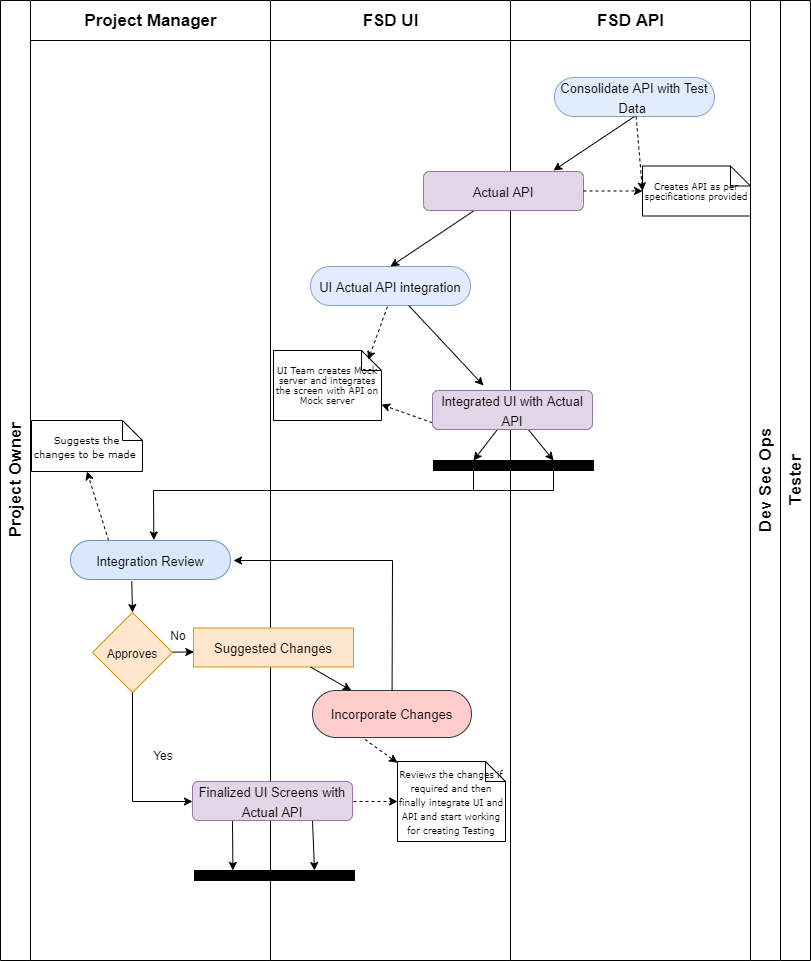 Project Manager
FSD UI
FSD API
Project Owner
Dev Sec Ops
Tester
Consolidate API with Test
Data
Actual API
Creates API as per
specifications provided
UI Actual API integration
UI Team creates Mock
server and integrates
the screen with API on
Mock server
Integrated UI with Actual
API
Suggests the
changes to be made
Integration Review
Approves
No
Suggested Changes
Incorporate Changes
Yes
Reviews the changes if
required and then
finally integrate UI and
API and start working
for creating Testing
Finalized UI Screens with
Actual API